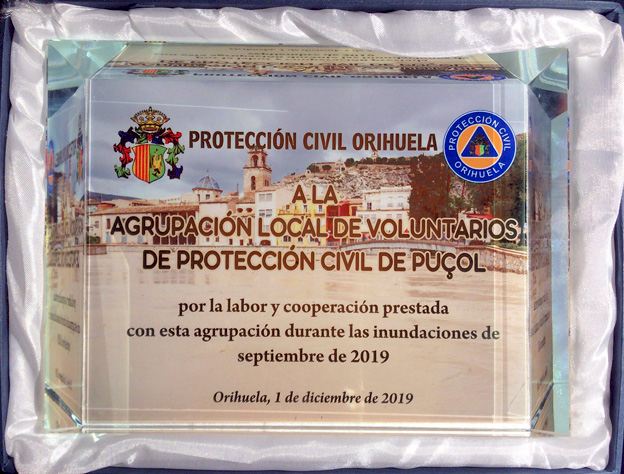 PROTECCIÓN CIVIL ORIHUELA
PROTECCIÓN CIVIL
ORIHUELA
A LA
AGRUPACIÓN LOCAL DE VOLUNTARIOS
DE PROTECCIÓN CIVIL DE PUÇOL
por la labor y cooperación prestada
con esta agrupación durante las inundaciones de
septiembre de 2019
Orihuela, 1 de diciembre de 2019